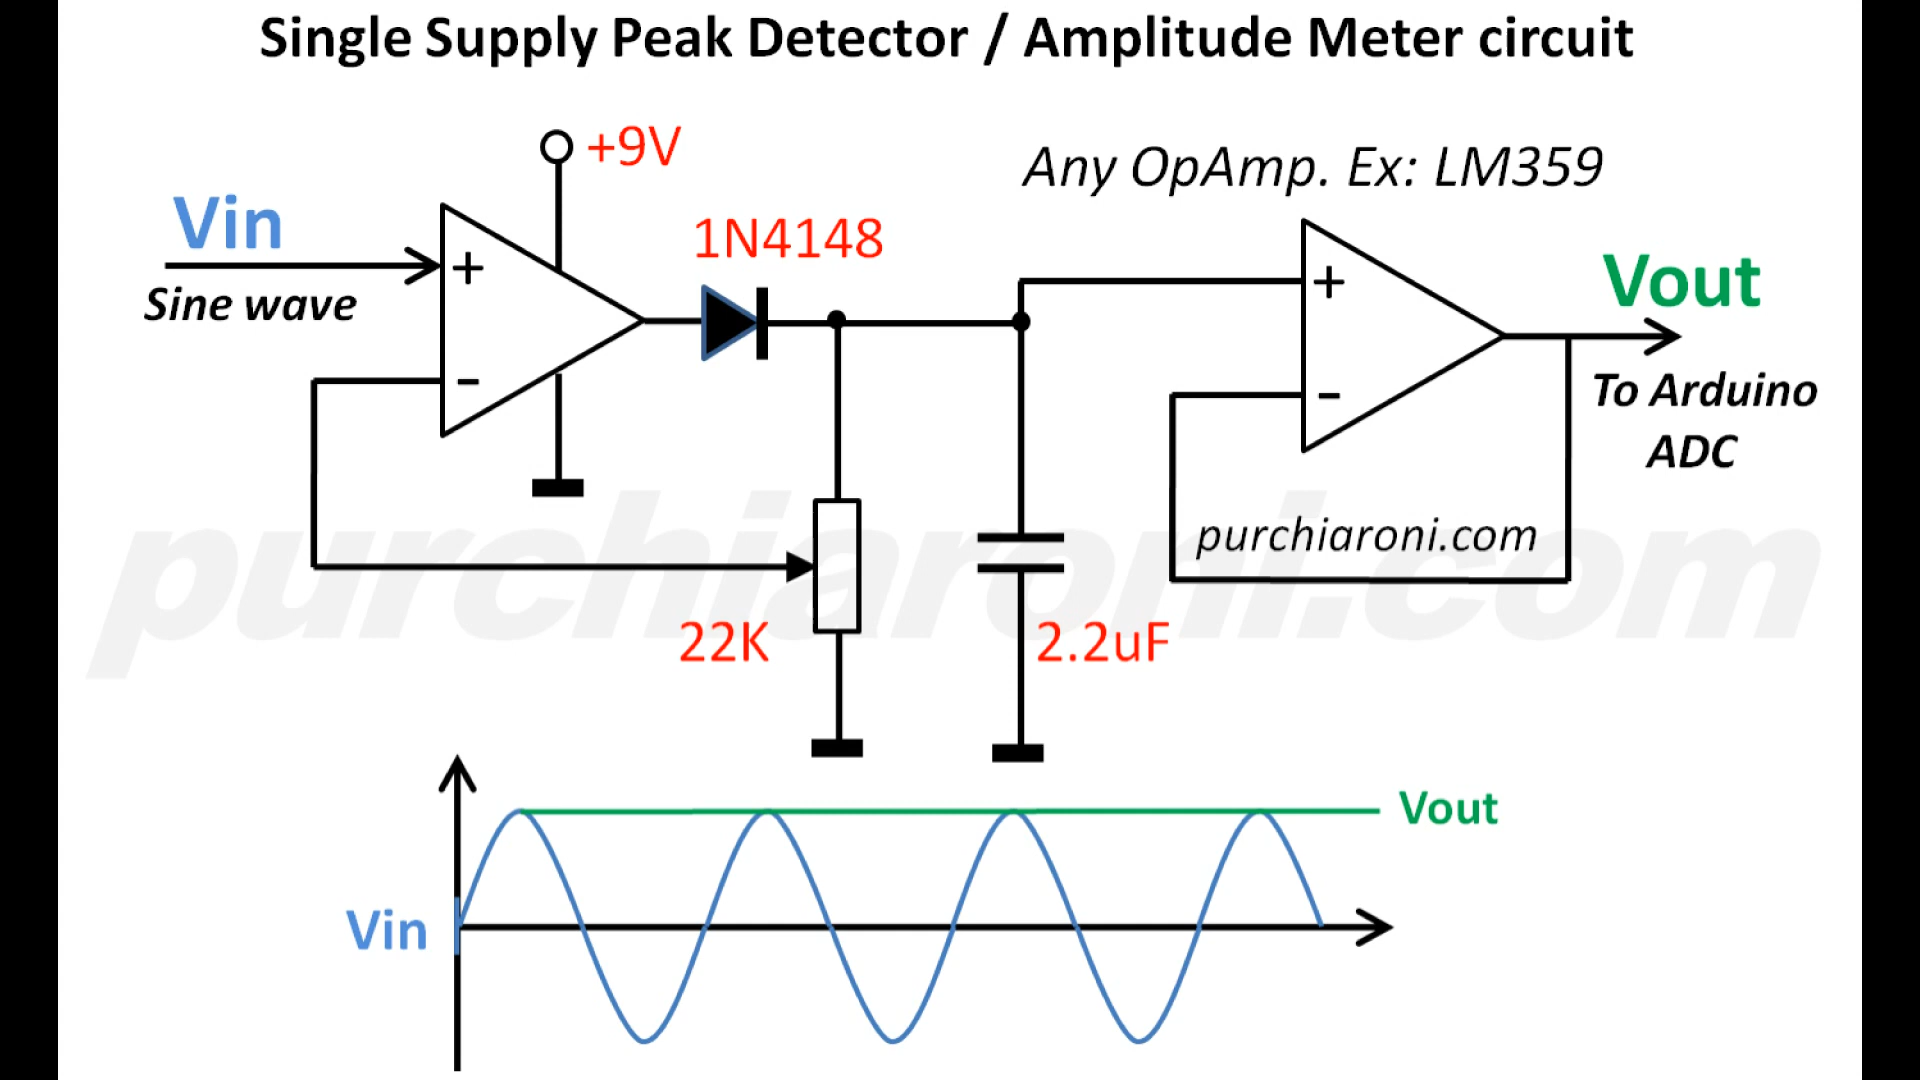 Single Supply Peak Detector / Amplitude Meter circuit
+9V
Any OpAmp. Ex: LM359
Vin
1N4148
Sine wave
+
-
+
-
Vout
To Arduino
ADC
purchiaroni.com
purchiaroni.com
22K
2.2uF
Vout
Vin